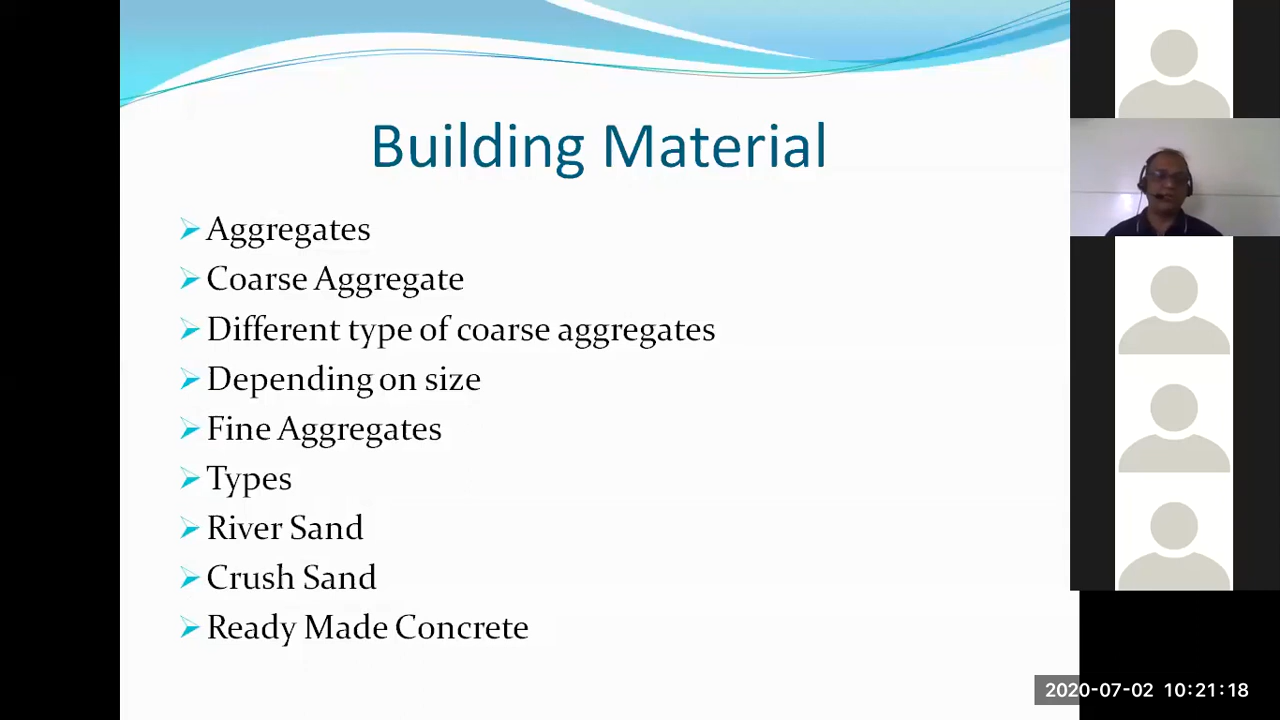 Building Material
Aggregates
Coarse Aggregate
Different type of coarse aggregates
Depending on size
Fine Aggregates
Types
River Sand
Crush Sand
Ready Made Concrete
2020-07-02 10:21:18